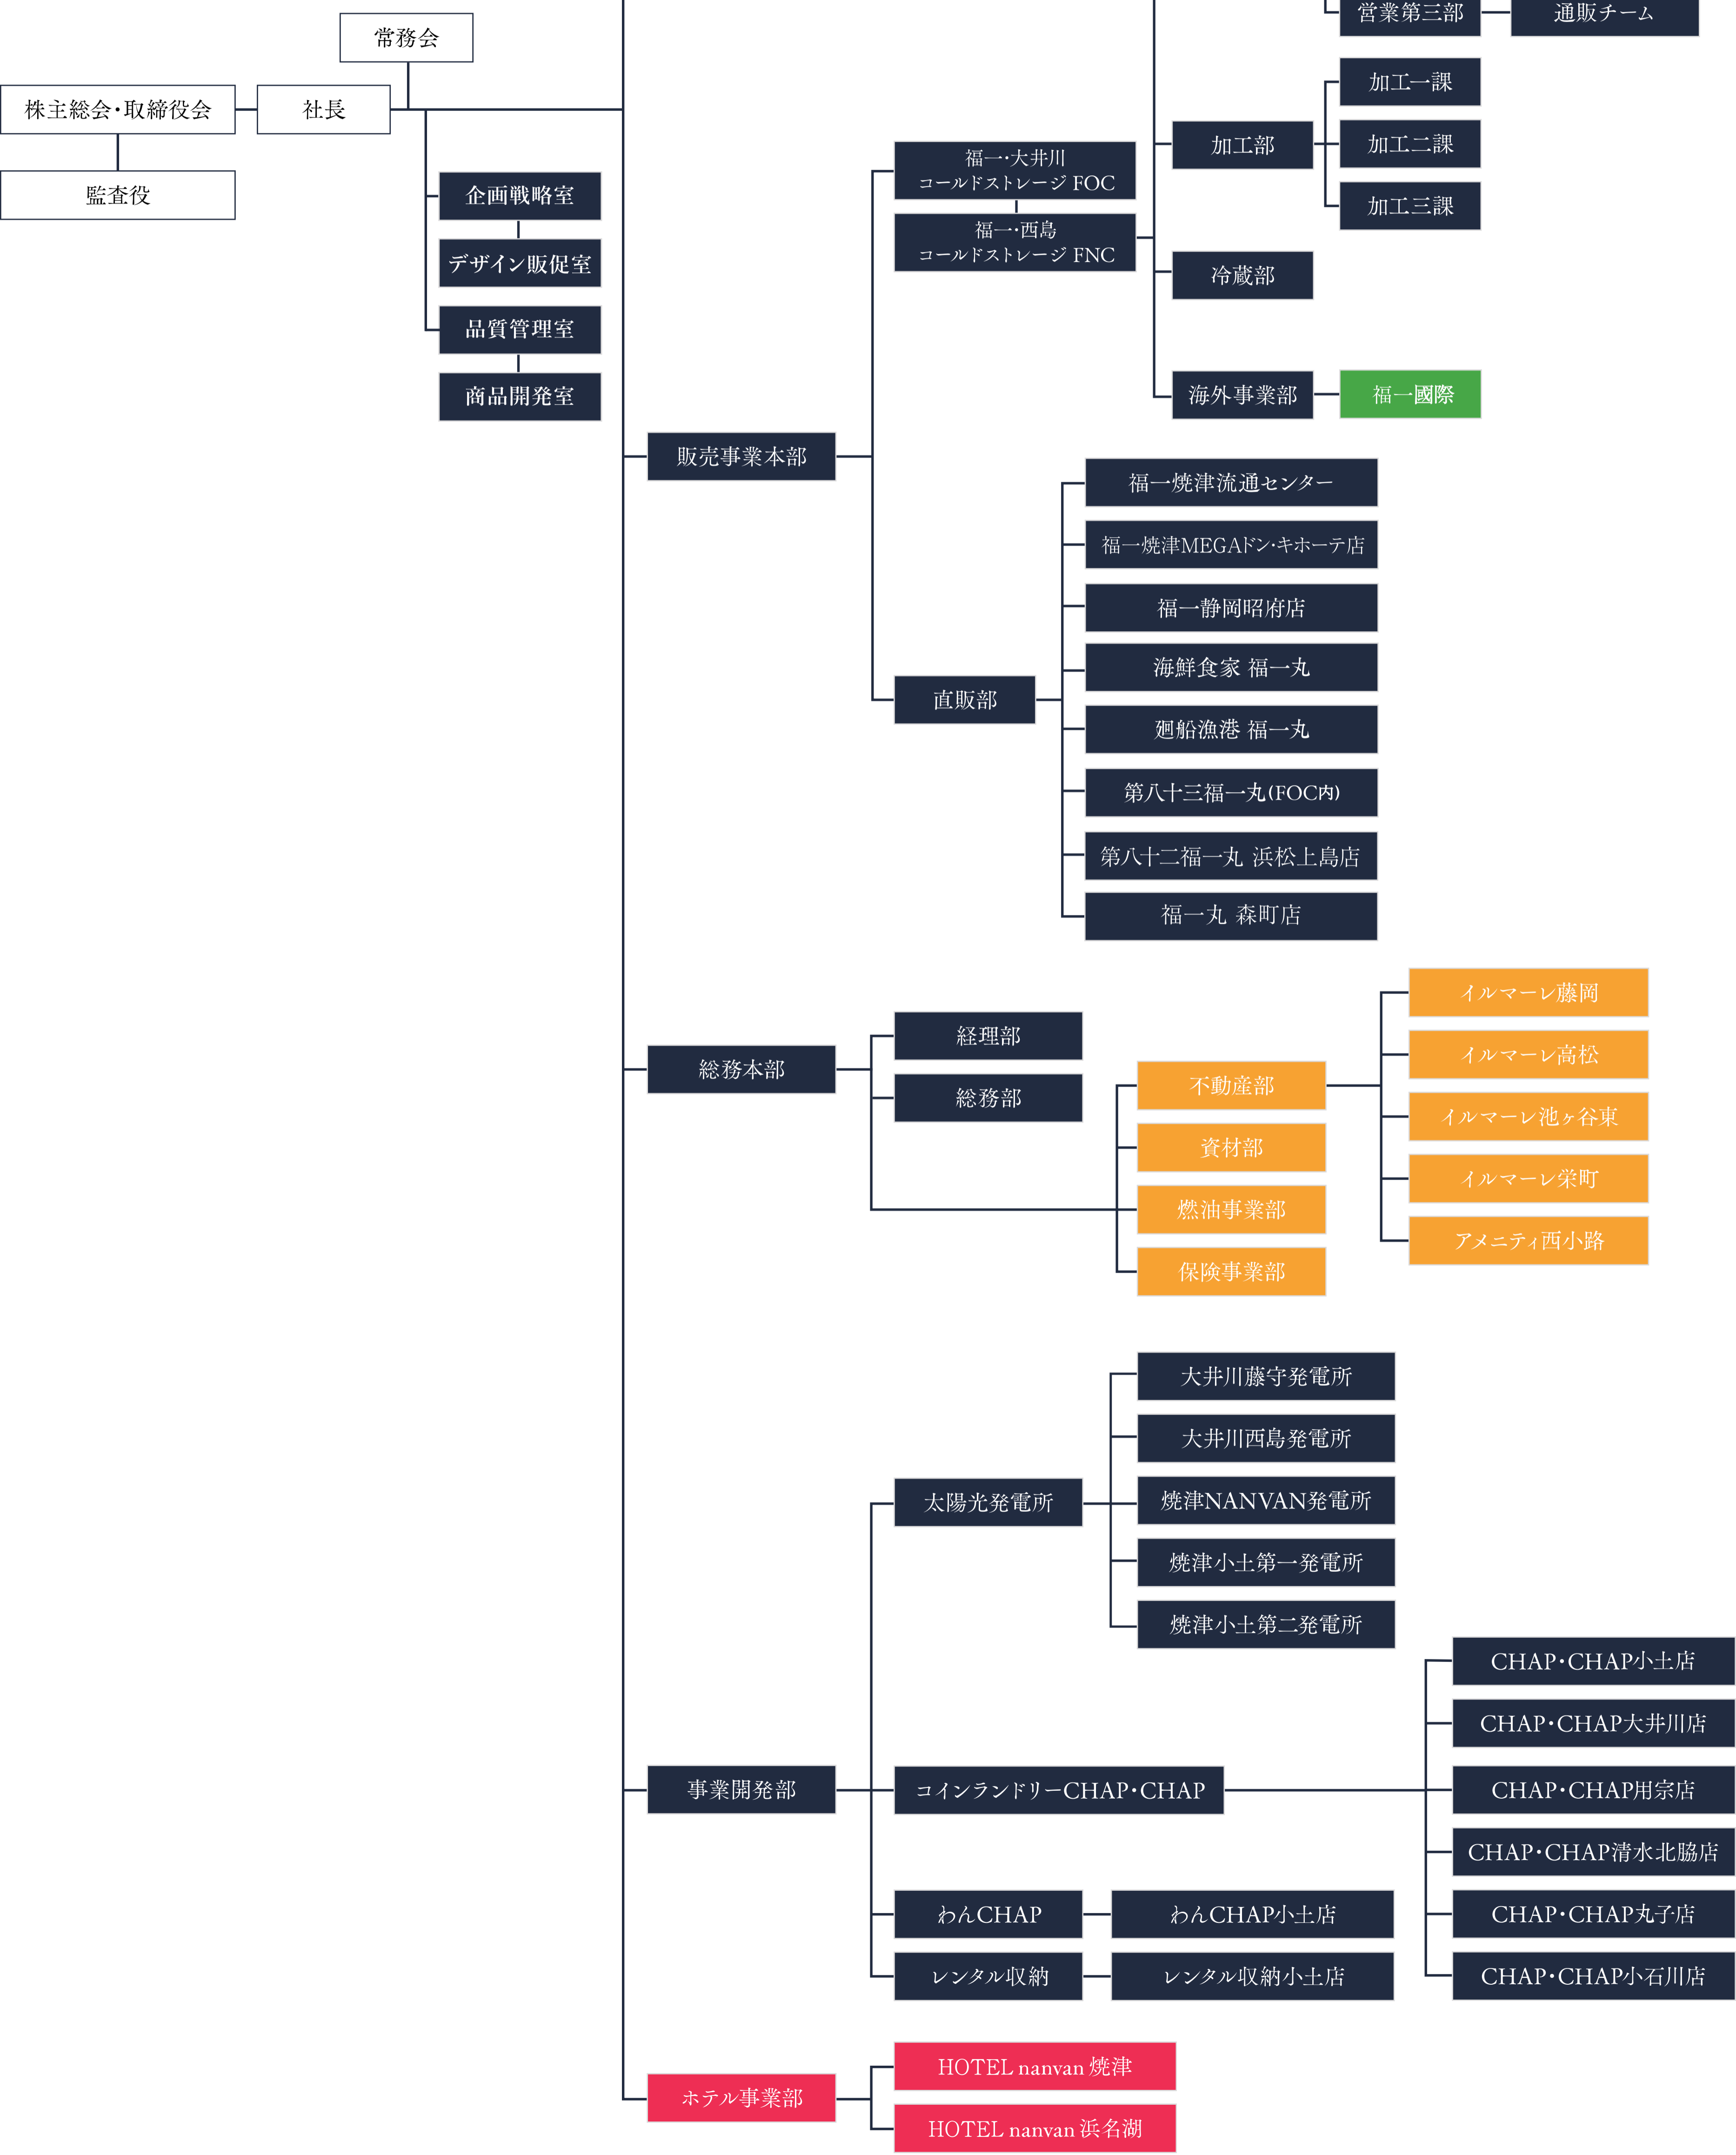 営業第三部
通販チーム
常務会
株主総会・取締役会
社長
監査役
企画戦略室
デザイン販促室
品質管理室
商品開発室
販売事業本部
福一・大井川
コールドストレージ FOC
福一・西島
コールドストレージ FNC
加工部
加工一課
加工二課
加工三課
冷蔵部
海外事業部
福一國際
直販部
福一焼津流通センター
福一焼津MEGAドン・キホーテ店
福一静岡昭府店
海鮮食家 福一丸
廻船漁港 福一丸
第八十三福一丸(FOC内)
第八十二福一丸 浜松上島店
福一丸 森町店
総務本部
経理部
総務部
不動産部
資材部
燃油事業部
保険事業部
イルマーレ藤岡
イルマーレ高松
イルマーレ池ヶ谷東
イルマーレ栄町
アメニティ西小路
事業開発部
太陽光発電所
大井川藤守発電所
大井川西島発電所
焼津NANVAN発電所
焼津小土第一発電所
焼津小土第二発電所
コインランドリーCHAP・CHAP
CHAP・CHAP小土店
CHAP・CHAP大井川店
CHAP・CHAP用宗店
CHAP・CHAP清水北脇店
CHAP・CHAP丸子店
CHAP・CHAP小石川店
わんCHAP
わんCHAP小土店
レンタル収納
レンタル収納小土店
ホテル事業部
HOTEL nanvan 焼津
HOTEL nanvan 浜名湖